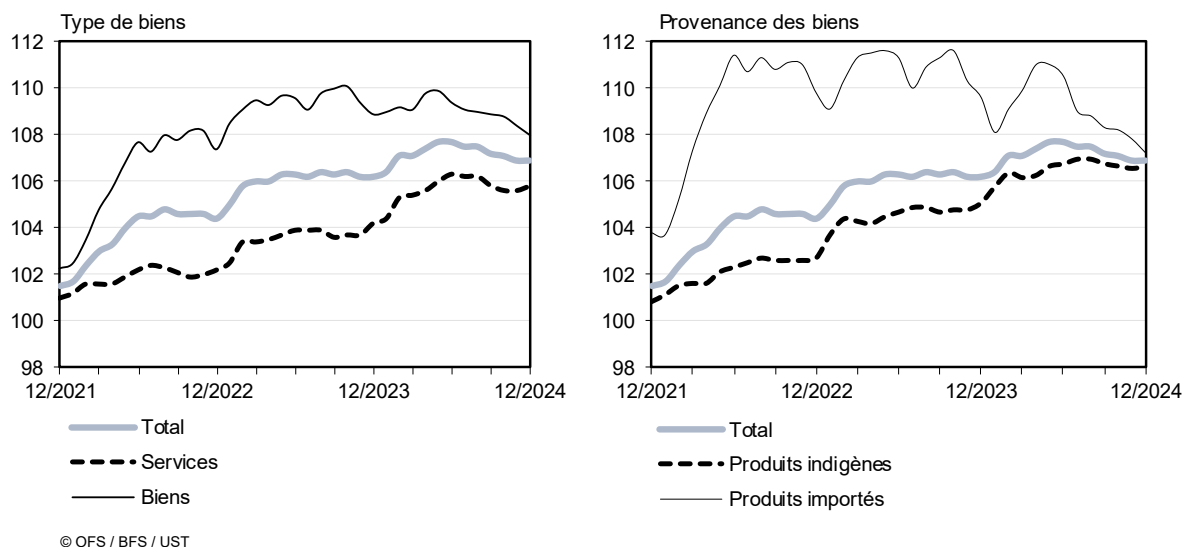 Type de biens
112
110
108
106
104
102
100
98
12/2021 12/2022 12/2023 12/2024
Total
Services
Biens
Provenance des biens
112
110
108
106
104
102
100
98
12/2021 12/2022 12/2023 12/2024
Total
Produits indigènes
Produits importés
© OFS / BFS / UST